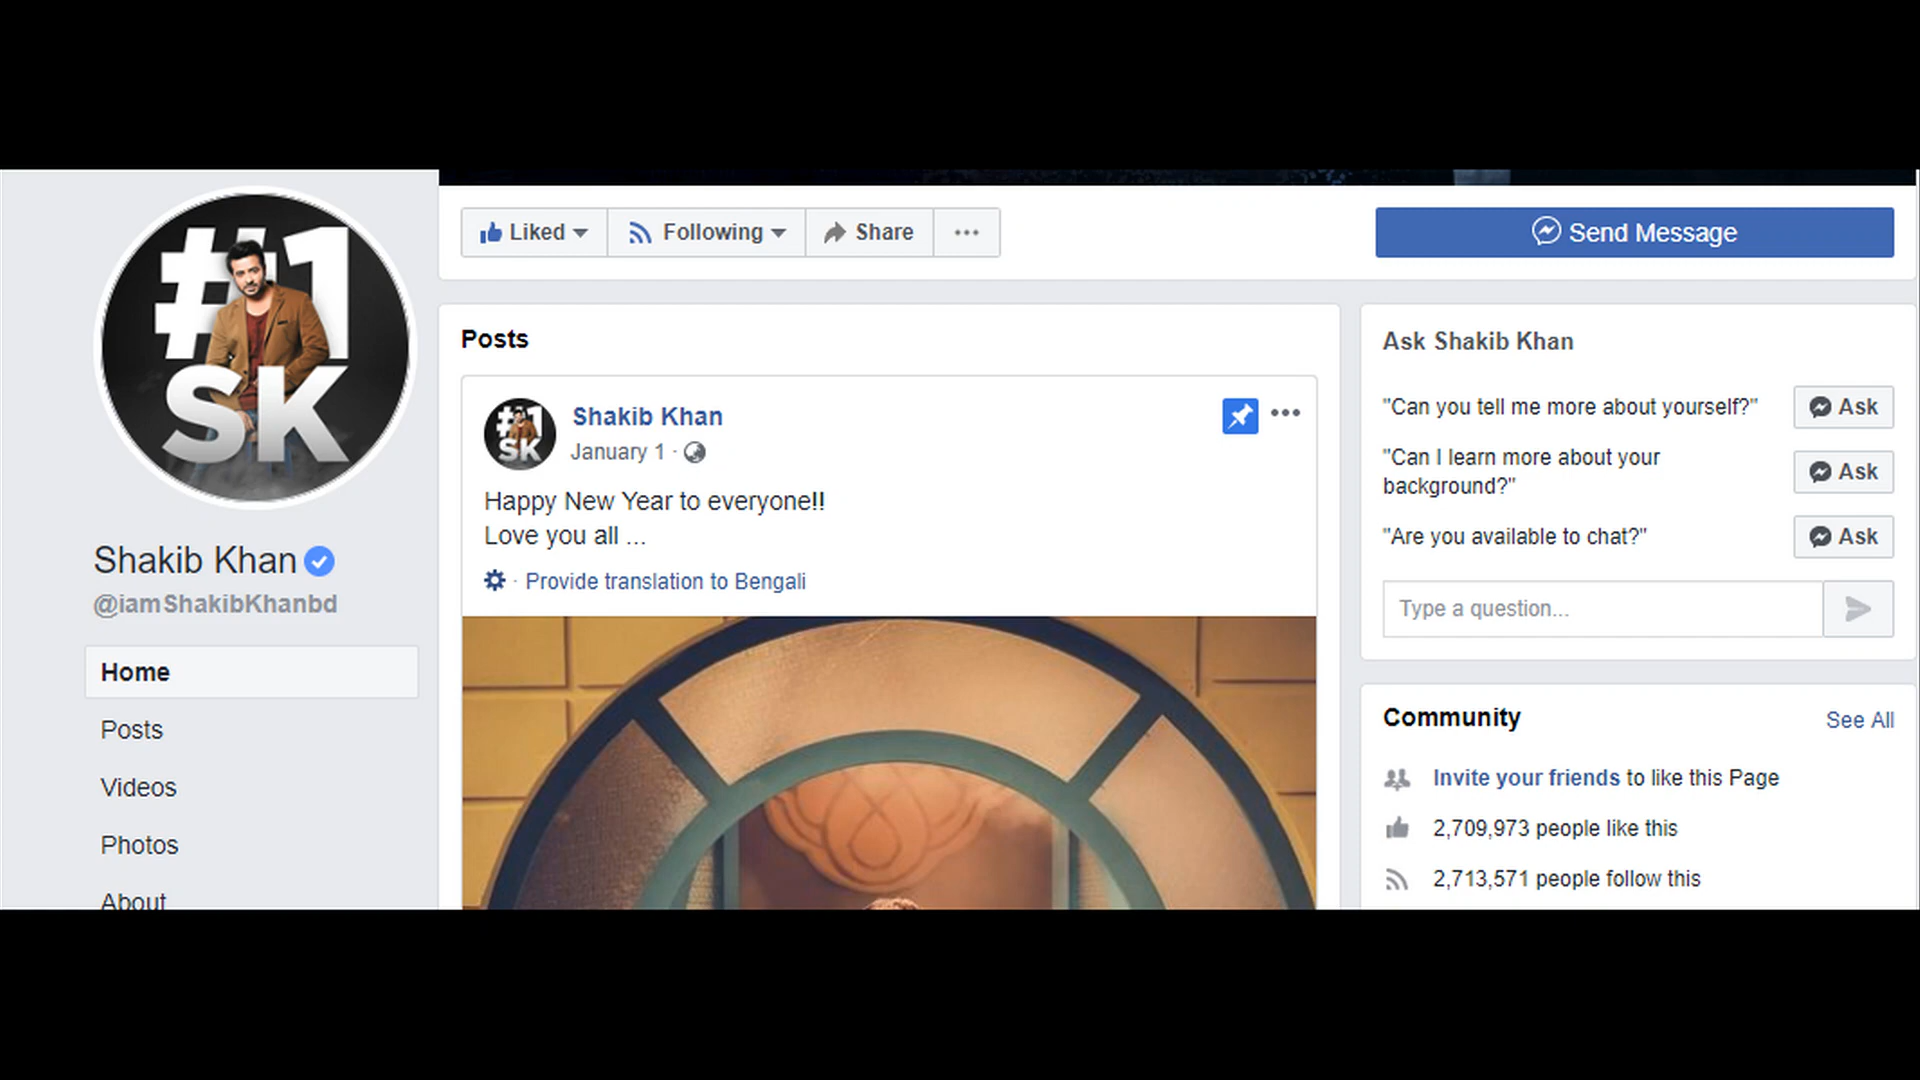 #1
SK
Shakib Khan
@iamShakibKhanbd
Home
Posts
Videos
Photos
About
Liked
Following
Share
Send Message
Posts
#1
SK
Shakib Khan
January 1 ·
Happy New Year to everyone!!
Love you all ...
· Provide translation to Bengali
Ask Shakib Khan
"Can you tell me more about yourself?"
Ask
"Can I learn more about your
background?"
Ask
"Are you available to chat?"
Ask
Type a question...
Community
See All
Invite your friends to like this Page
2,709,973 people like this
2,713,571 people follow this